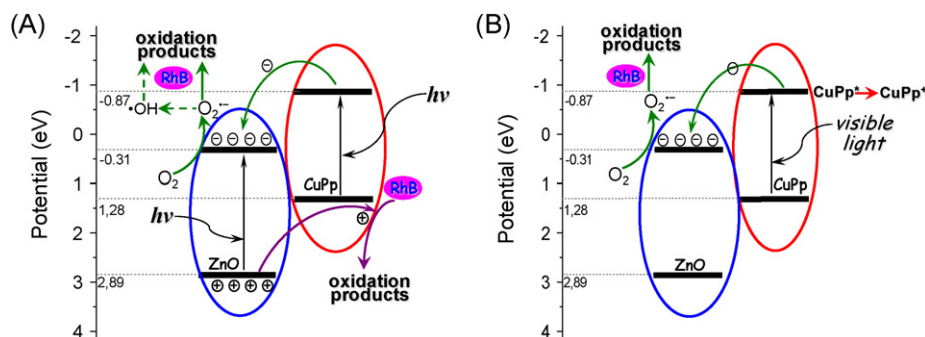 (A)
Potential (eV)
-2
-1
0
1
2
3
4
-0.87
-0.31
1,28
2,89
oxidation
products
RhB
•OH
O₂•−
O₂
⊖
⊖ ⊖ ⊖ ⊖
hν
hν
CuPp
ZnO
⊕ ⊕ ⊕ ⊕
⊕
RhB
oxidation
products
(B)
Potential (eV)
-2
-1
0
1
2
3
4
-0.87
-0.31
1,28
2,89
oxidation
products
RhB
O₂•−
O₂
⊖
⊖ ⊖ ⊖ ⊖
CuPp*→CuPp⁺
visible
light
CuPp
ZnO